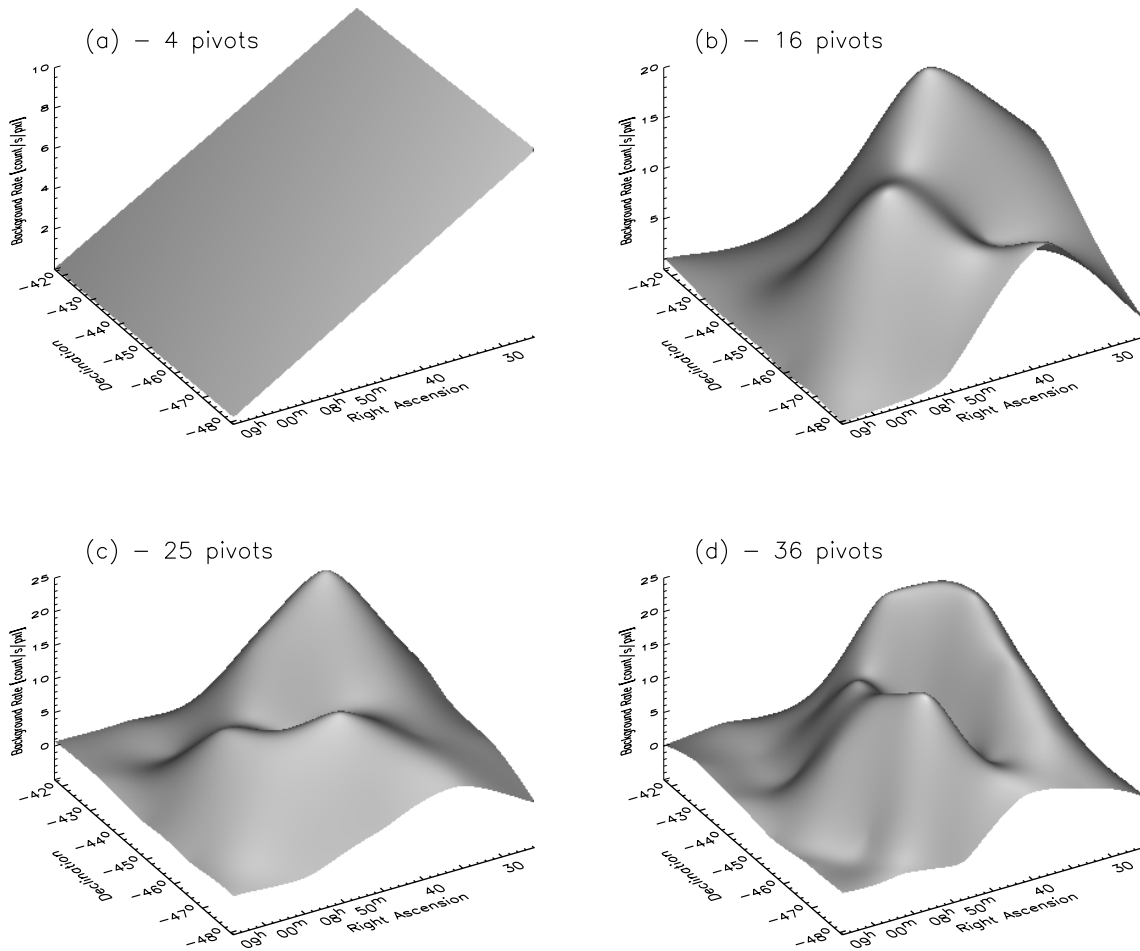 (a) – 4 pivots
10
8
6
4
2
Background Rate [count|s|pxl]
–42°
–43°
–44°
–45°
–46°
–47°
–48°
Declination
09h 00m 08h 50m 40 30
Right Ascension
(b) – 16 pivots
20
15
10
5
Background Rate [count|s|pxl]
–42°
–43°
–44°
–45°
–46°
–47°
–48°
Declination
09h 00m 08h 50m 40 30
Right Ascension
(c) – 25 pivots
25
20
15
10
5
0
Background Rate [count|s|pxl]
–42°
–43°
–44°
–45°
–46°
–47°
–48°
Declination
09h 00m 08h 50m 40 30
Right Ascension
(d) – 36 pivots
25
20
15
10
5
0
Background Rate [count|s|pxl]
–42°
–43°
–44°
–45°
–46°
–47°
–48°
Declination
09h 00m 08h 50m 40 30
Right Ascension